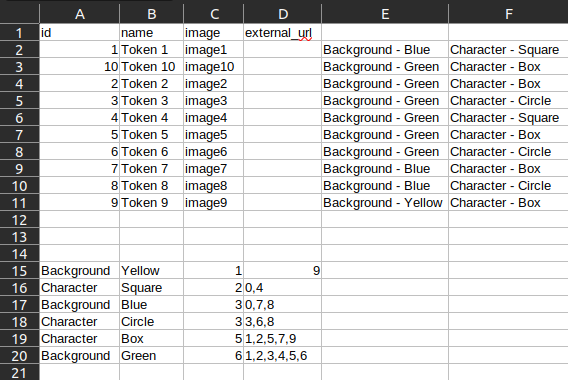 A B C D E F
1 id name image external_url
2 1 Token 1 image1 Background - Blue Character - Square
3 10 Token 10 image10 Background - Green Character - Box
4 2 Token 2 image2 Background - Green Character - Box
5 3 Token 3 image3 Background - Green Character - Circle
6 4 Token 4 image4 Background - Green Character - Square
7 5 Token 5 image5 Background - Green Character - Box
8 6 Token 6 image6 Background - Green Character - Circle
9 7 Token 7 image7 Background - Blue Character - Box
10 8 Token 8 image8 Background - Blue Character - Circle
11 9 Token 9 image9 Background - Yellow Character - Box
12
13
14
15 Background Yellow 1 9
16 Character Square 2 0,4
17 Background Blue 3 0,7,8
18 Character Circle 3 3,6,8
19 Character Box 5 1,2,5,7,9
20 Background Green 6 1,2,3,4,5,6
21